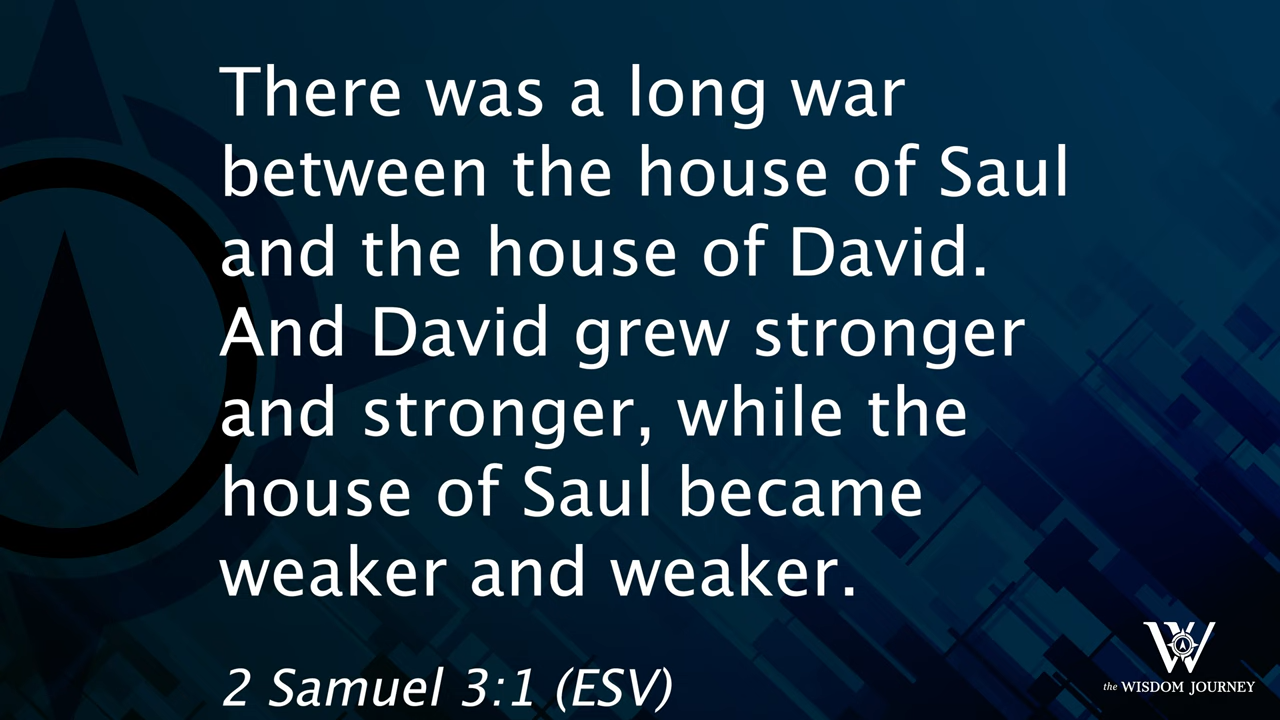 There was a long war
between the house of Saul
and the house of David.
And David grew stronger
and stronger, while the
house of Saul became
weaker and weaker.
2 Samuel 3:1 (ESV)
W
the WISDOM JOURNEY